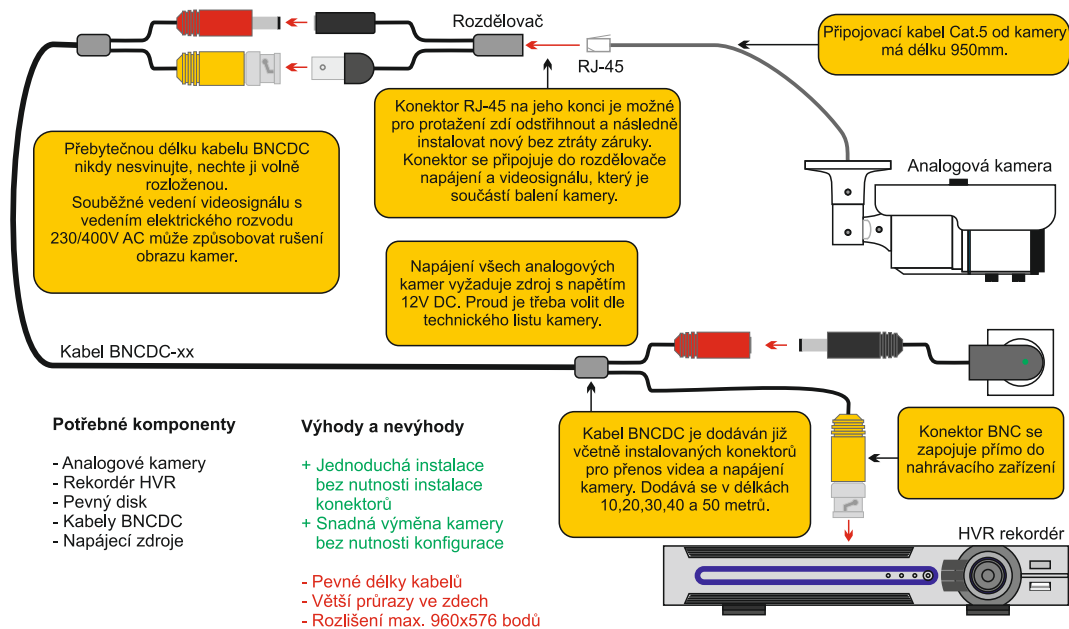 Rozdělovač
RJ-45
Připojovací kabel Cat.5 od kamery
má délku 950mm.
Konektor RJ-45 na jeho konci je možné
pro protažení zdí odstřihnout a následně
instalovat nový bez ztráty záruky.
Konektor se připojuje do rozdělovače
napájení a videosignálu, který je
součástí balení kamery.
Přebytečnou délku kabelu BNCDC
nikdy nesvinujte, nechte ji volně
rozloženou.
Souběžné vedení videosignálu s
vedením elektrického rozvodu
230/400V AC může způsobovat rušení
obrazu kamer.
Analogová kamera
Napájení všech analogových
kamer vyžaduje zdroj s napětím
12V DC. Proud je třeba volit dle
technického listu kamery.
Kabel BNCDC-xx
Kabel BNCDC je dodáván již
včetně instalovaných konektorů
pro přenos videa a napájení
kamery. Dodává se v délkách
10,20,30,40 a 50 metrů.
Konektor BNC se
zapojuje přímo do
nahrávacího zařízení
HVR rekordér
Potřebné komponenty
- Analogové kamery
- Rekordér HVR
- Pevný disk
- Kabely BNCDC
- Napájecí zdroje
Výhody a nevýhody
+ Jednoduchá instalace
bez nutnosti instalace
konektorů
+ Snadná výměna kamery
bez nutnosti konfigurace
- Pevné délky kabelů
- Větší průrazy ve zdech
- Rozlišení max. 960x576 bodů